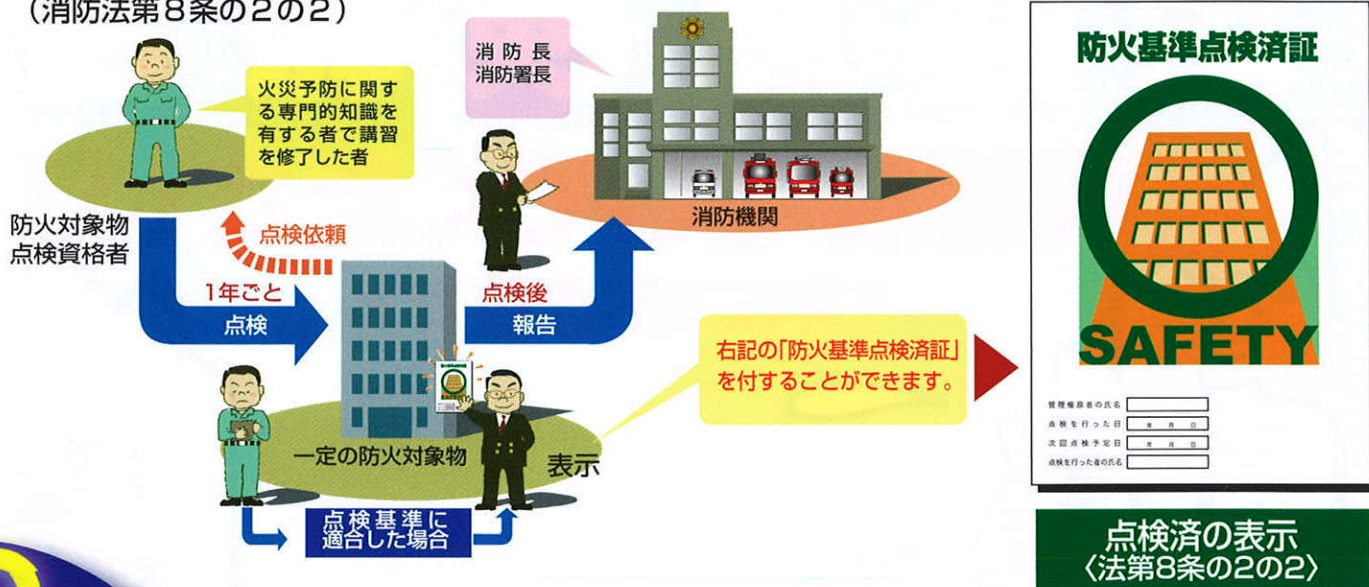 （消防法第８条の２の２）
消防長
消防署長
火災予防に関す
る専門的知識を
有する者で講習
を修了した者
防火対象物
点検資格者
点検依頼
1年ごと
点検
消防機関
点検後
報告
右記の「防火基準点検済証」
を付することができます。
一定の防火対象物
表示
点検基準に
適合した場合
防火基準点検済証
SAFETY
管理権原者の氏名
点検を行った日 年 月 日
次回点検予定日 年 月 日
点検を行った者の氏名
点検済の表示
〈法第8条の2の2〉